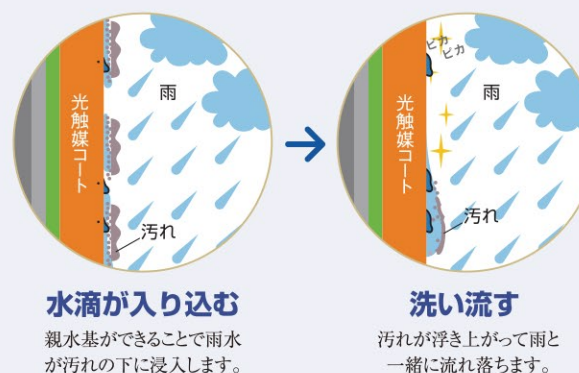 光触媒コート
雨
汚れ
水滴が入り込む
親水基ができることで雨水
が汚れの下に浸入します。
ピカ
ピカ
光触媒コート
雨
汚れ
洗い流す
汚れが浮き上がって雨と
一緒に流れ落ちます。